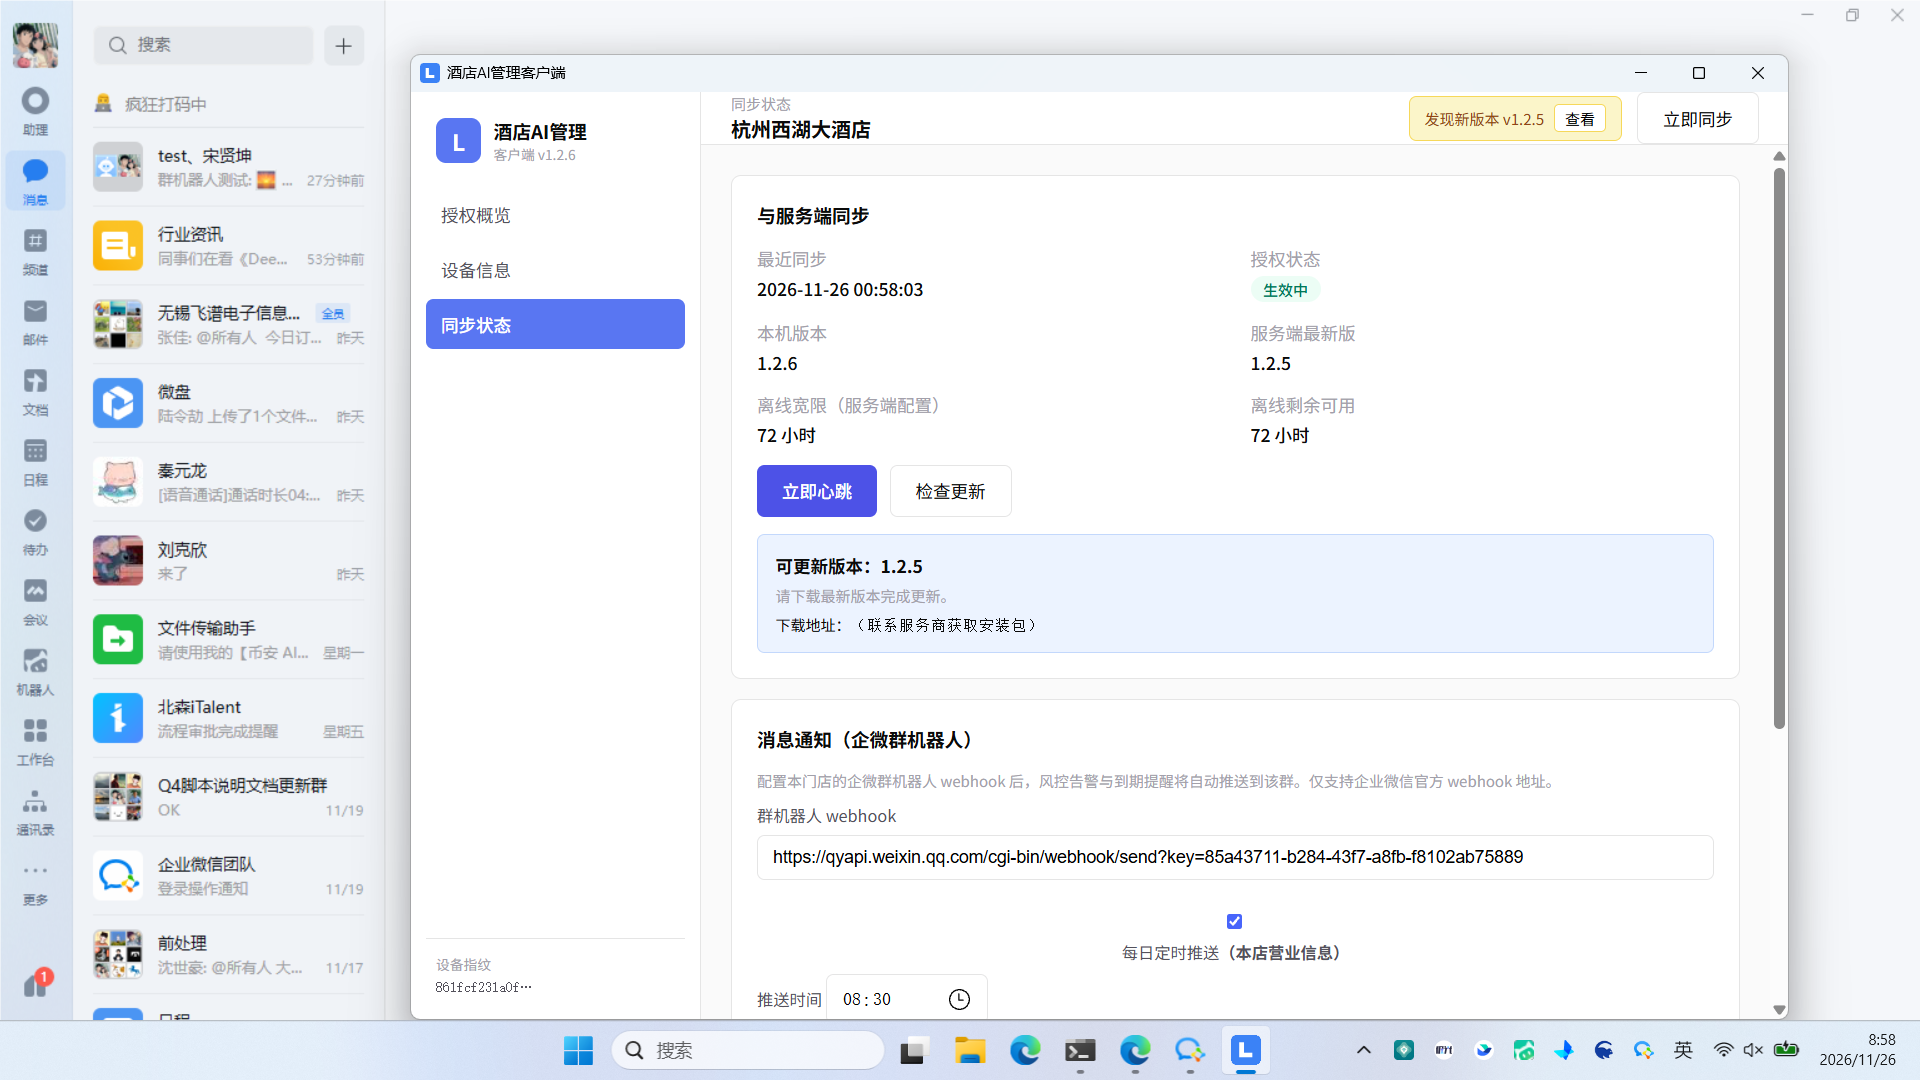 搜索
疯狂打码中
助理
消息
频道
邮件
文档
日程
待办
会议
机器人
工作台
通讯录
更多
1
test、宋贤坤
群机器人测试: ... 27分钟前
行业资讯
同事们在看《Dee... 53分钟前
无锡飞谱电子信息... 全员
张佳: @所有人 今日订... 昨天
微盘
陆令劼 上传了1个文件... 昨天
秦元龙
[语音通话]通话时长04:... 昨天
刘克欣
来了 昨天
文件传输助手
请使用我的【币安 AI... 星期一
北森iTalent
流程审批完成提醒 星期五
Q4脚本说明文档更新群
OK 11/19
企业微信团队
登录操作通知 11/19
前处理
沈世豪: @所有人 大... 11/17
日程
L 酒店AI管理客户端
L
酒店AI管理
客户端 v1.2.6
授权概览
设备信息
同步状态
设备指纹
861fcf231a0f…
同步状态
杭州西湖大酒店
发现新版本 v1.2.5 查看
立即同步
与服务端同步
最近同步 授权状态
2026-11-26 00:58:03 生效中
本机版本 服务端最新版
1.2.6 1.2.5
离线宽限（服务端配置） 离线剩余可用
72 小时 72 小时
立即心跳 检查更新
可更新版本：1.2.5
请下载最新版本完成更新。
下载地址：（联系服务商获取安装包）
消息通知（企微群机器人）
配置本门店的企微群机器人 webhook 后，风控告警与到期提醒将自动推送到该群。仅支持企业微信官方 webhook 地址。
群机器人 webhook
https://qyapi.weixin.qq.com/cgi-bin/webhook/send?key=85a43711-b284-43f7-a8fb-f8102ab75889
每日定时推送（本店营业信息）
推送时间 08:30
搜索
L
英
8:58
2026/11/26